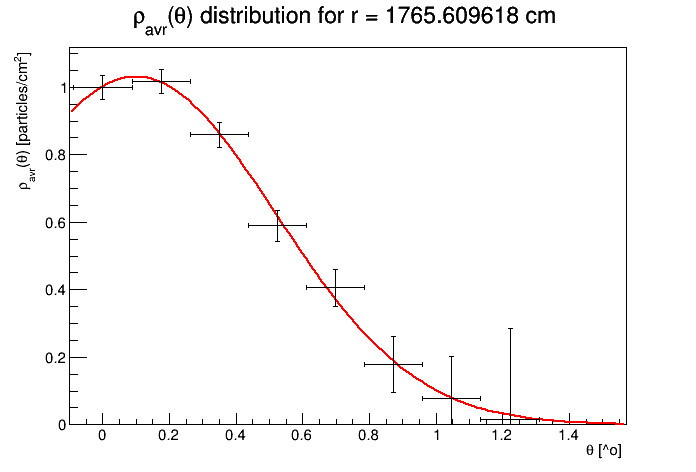 ρavr(θ) distribution for r = 1765.609618 cm
ρavr(θ) [particles/cm2]
1
0.8
0.6
0.4
0.2
0
0 0.2 0.4 0.6 0.8 1 1.2 1.4
θ [^o]